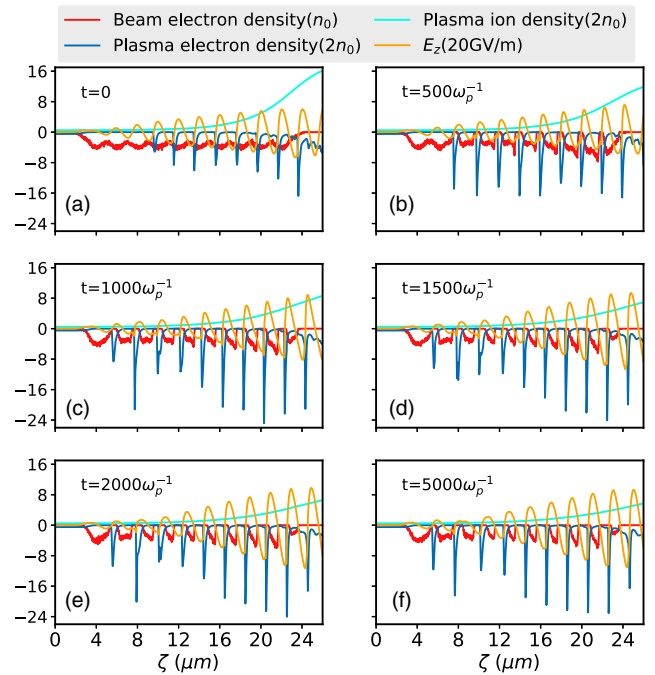 Beam electron density(n₀) Plasma ion density(2n₀)
Plasma electron density(2n₀) E_z(20GV/m)
16
8
0
−8
−16
−24
t=0
(a)
t=500ω_p⁻¹
(b)
16
8
0
−8
−16
−24
t=1000ω_p⁻¹
(c)
t=1500ω_p⁻¹
(d)
16
8
0
−8
−16
−24
t=2000ω_p⁻¹
(e)
t=5000ω_p⁻¹
(f)
0 4 8 12 16 20 24 0 4 8 12 16 20 24
ζ (μm) ζ (μm)